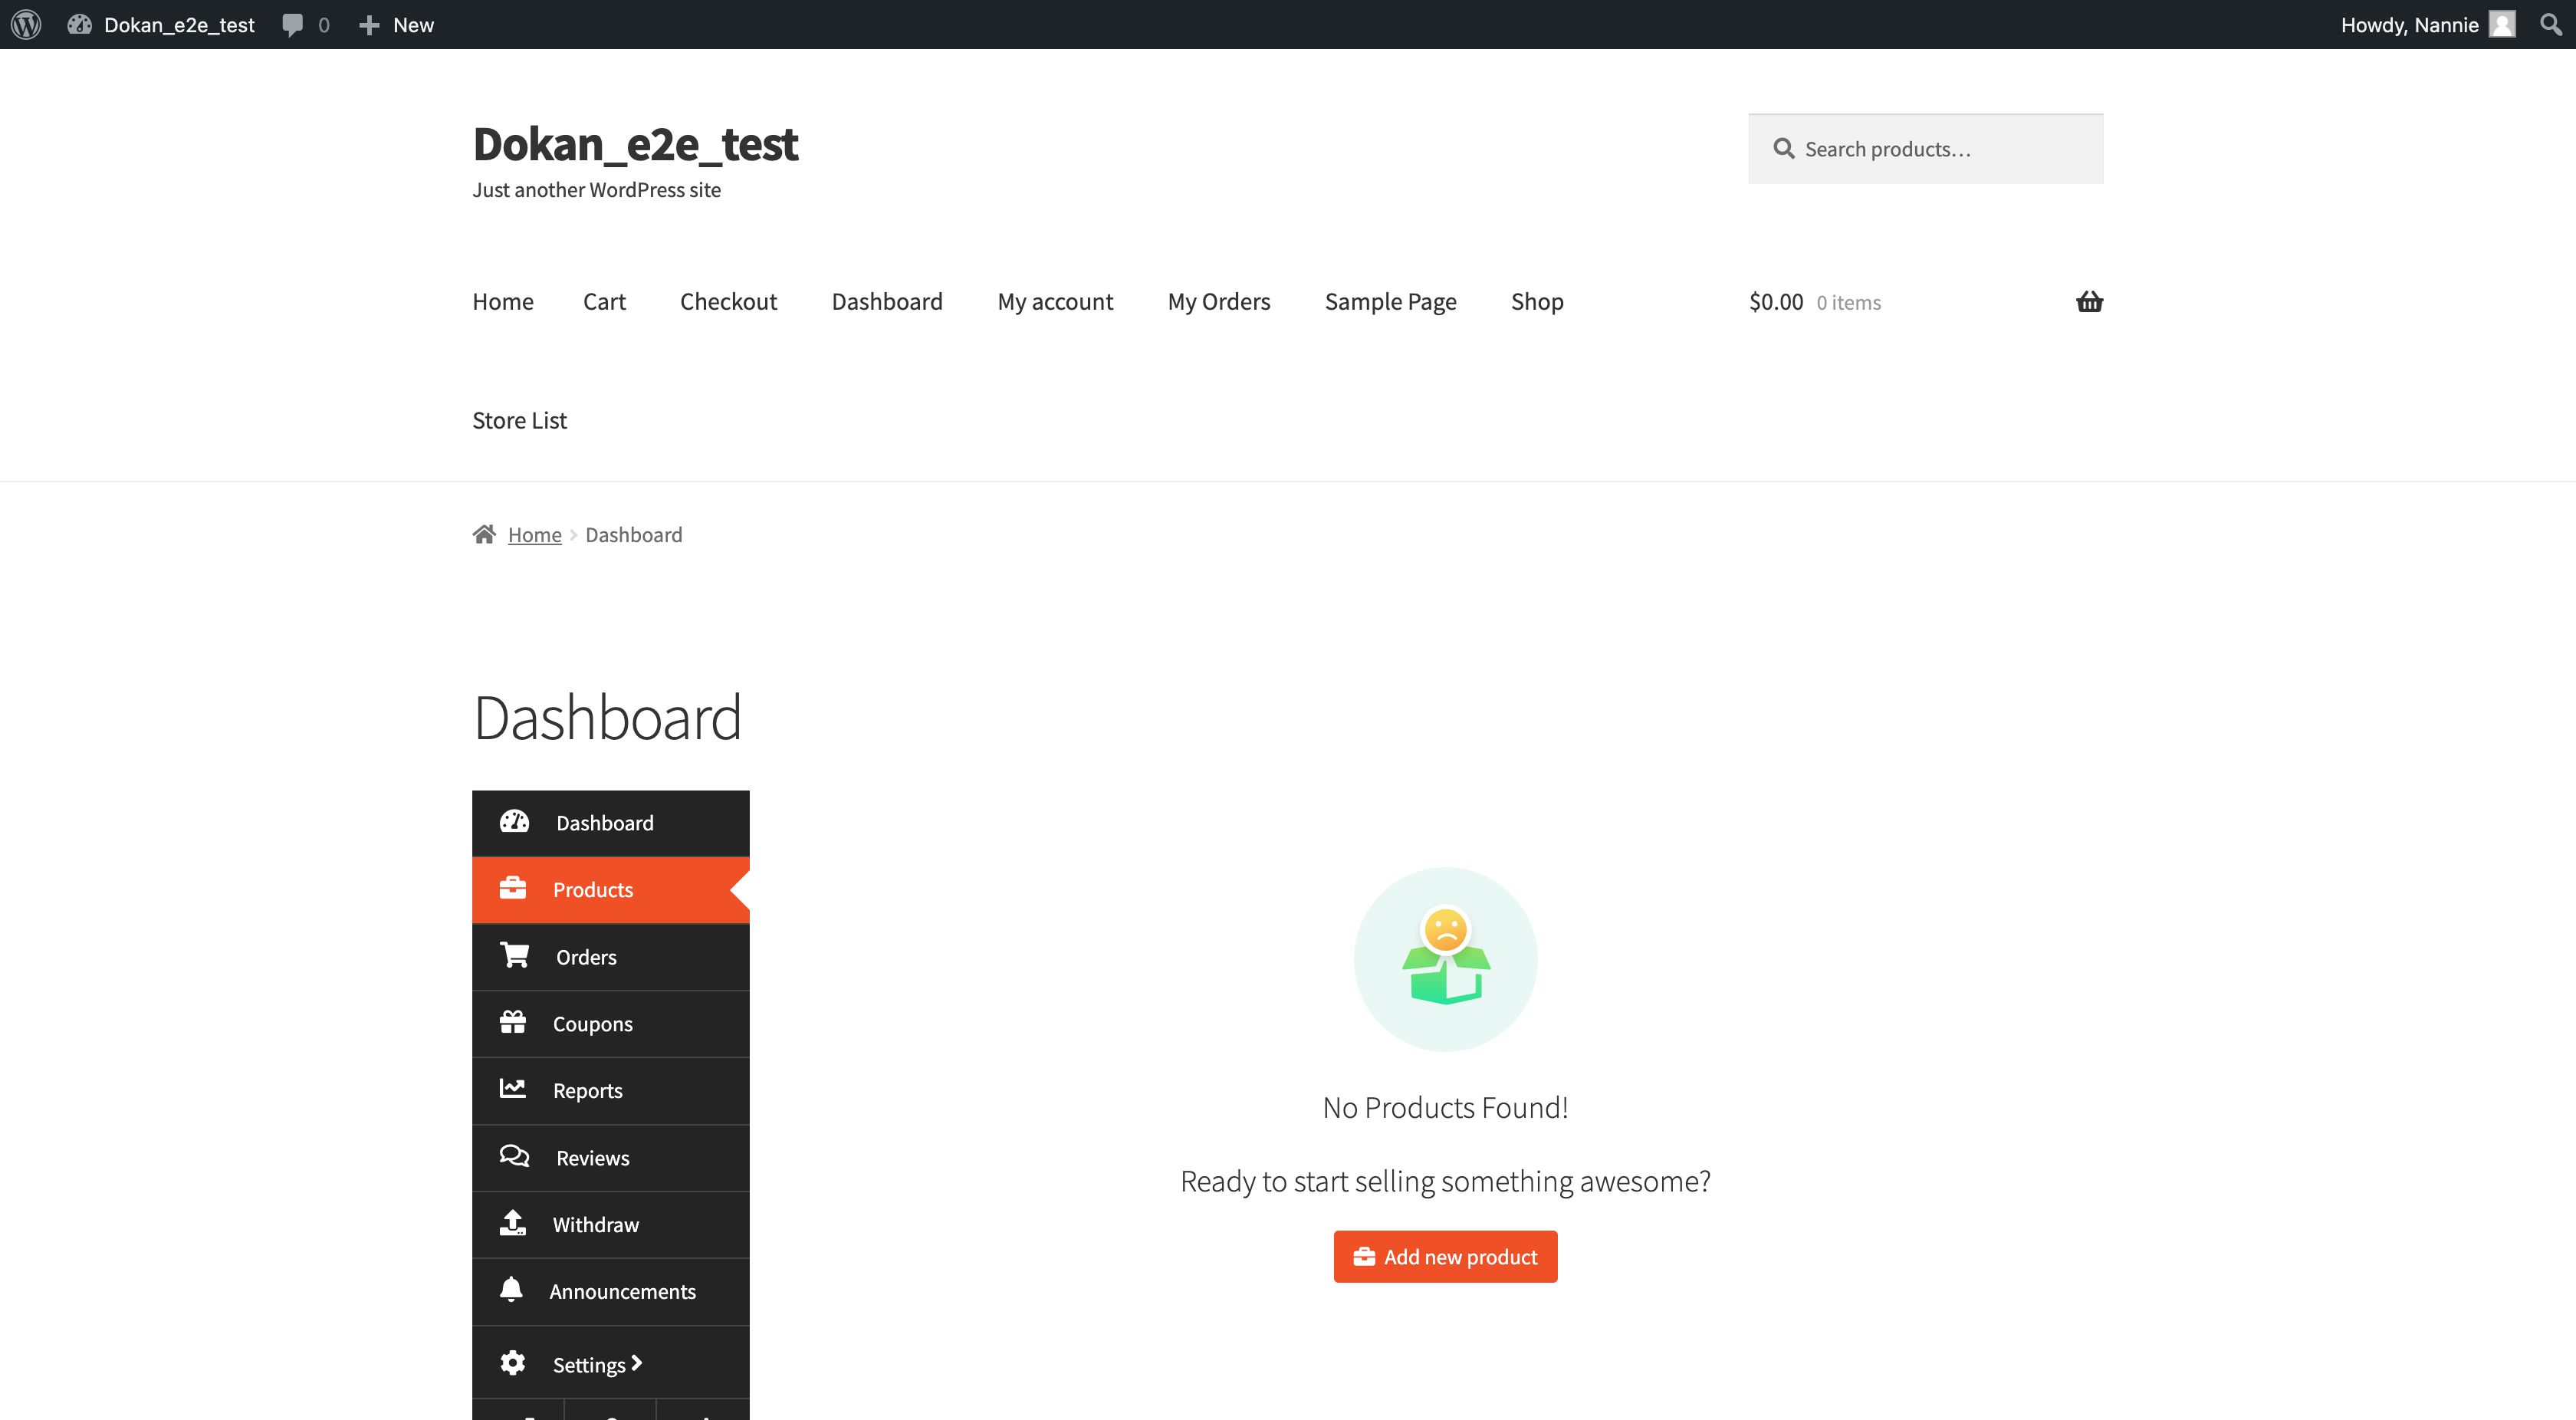 Dokan_e2e_test 0 New Howdy, Nannie
Dokan_e2e_test
Just another WordPress site
Search products…
Home Cart Checkout Dashboard My account My Orders Sample Page Shop
$0.00 0 items
Store List
Home Dashboard
Dashboard
Dashboard
Products
Orders
Coupons
Reports
Reviews
Withdraw
Announcements
Settings
No Products Found!
Ready to start selling something awesome?
Add new product